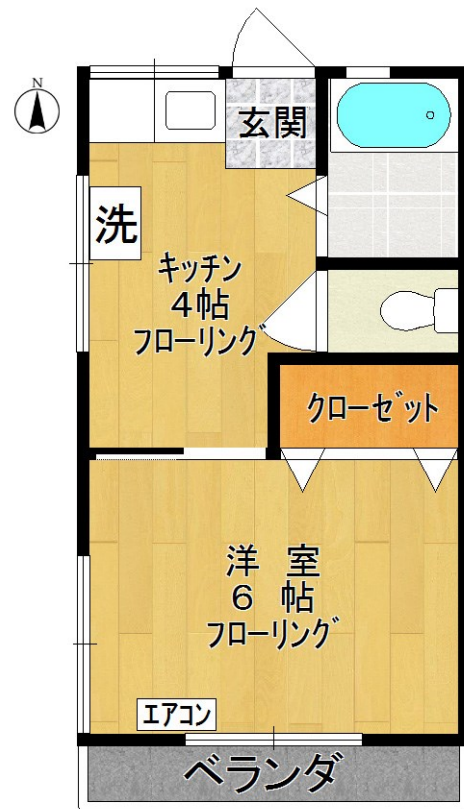 N
玄関
洗
キッチン
4帖
フローリング
クローゼット
洋 室
6 帖
フローリング
エアコン
ベランダ